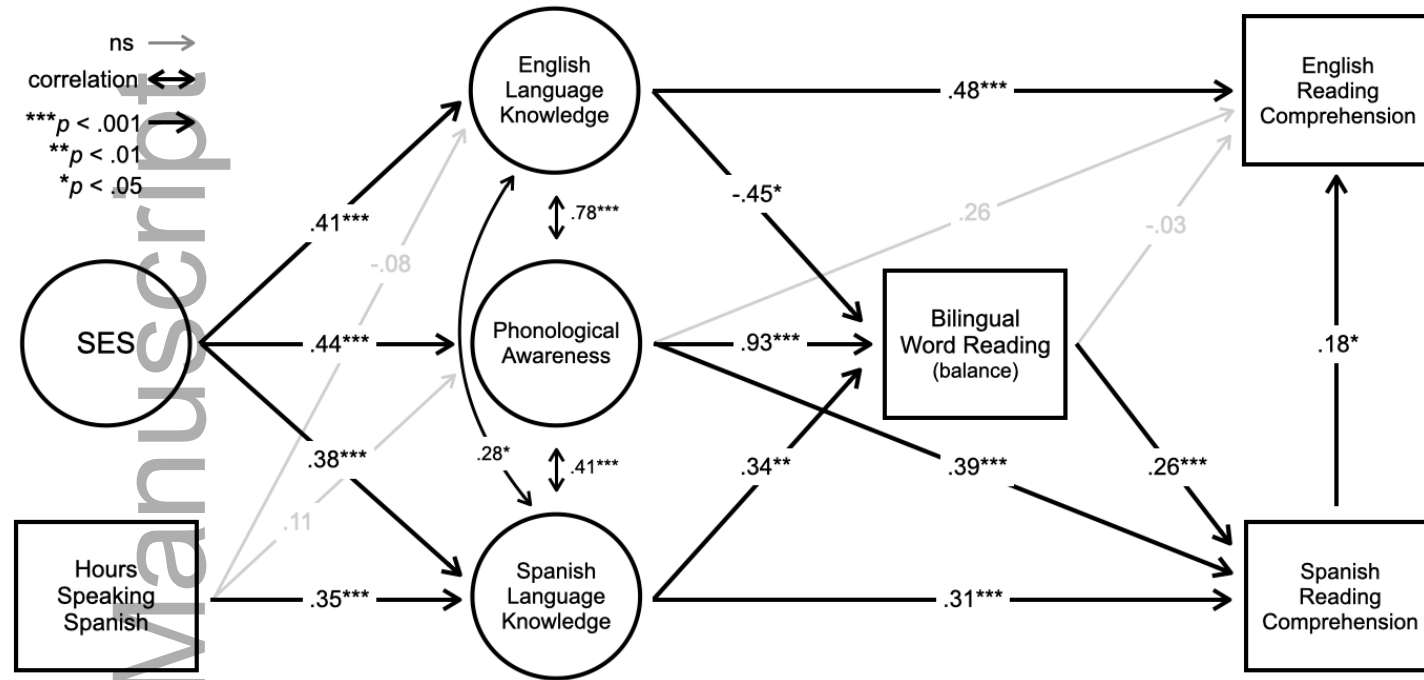 ns
correlation
***p < .001
**p < .01
*p < .05
Manuscript
English
Language
Knowledge
.48***
English
Reading
Comprehension
-.45*
.78***
.41***
.26
-.03
-.08
SES
.44***
Phonological
Awareness
.93***
Bilingual
Word Reading
(balance)
.18*
.38***
.28*
.41***
.34**
.39***
.26***
.11
Hours
Speaking
Spanish
.35***
Spanish
Language
Knowledge
.31***
Spanish
Reading
Comprehension